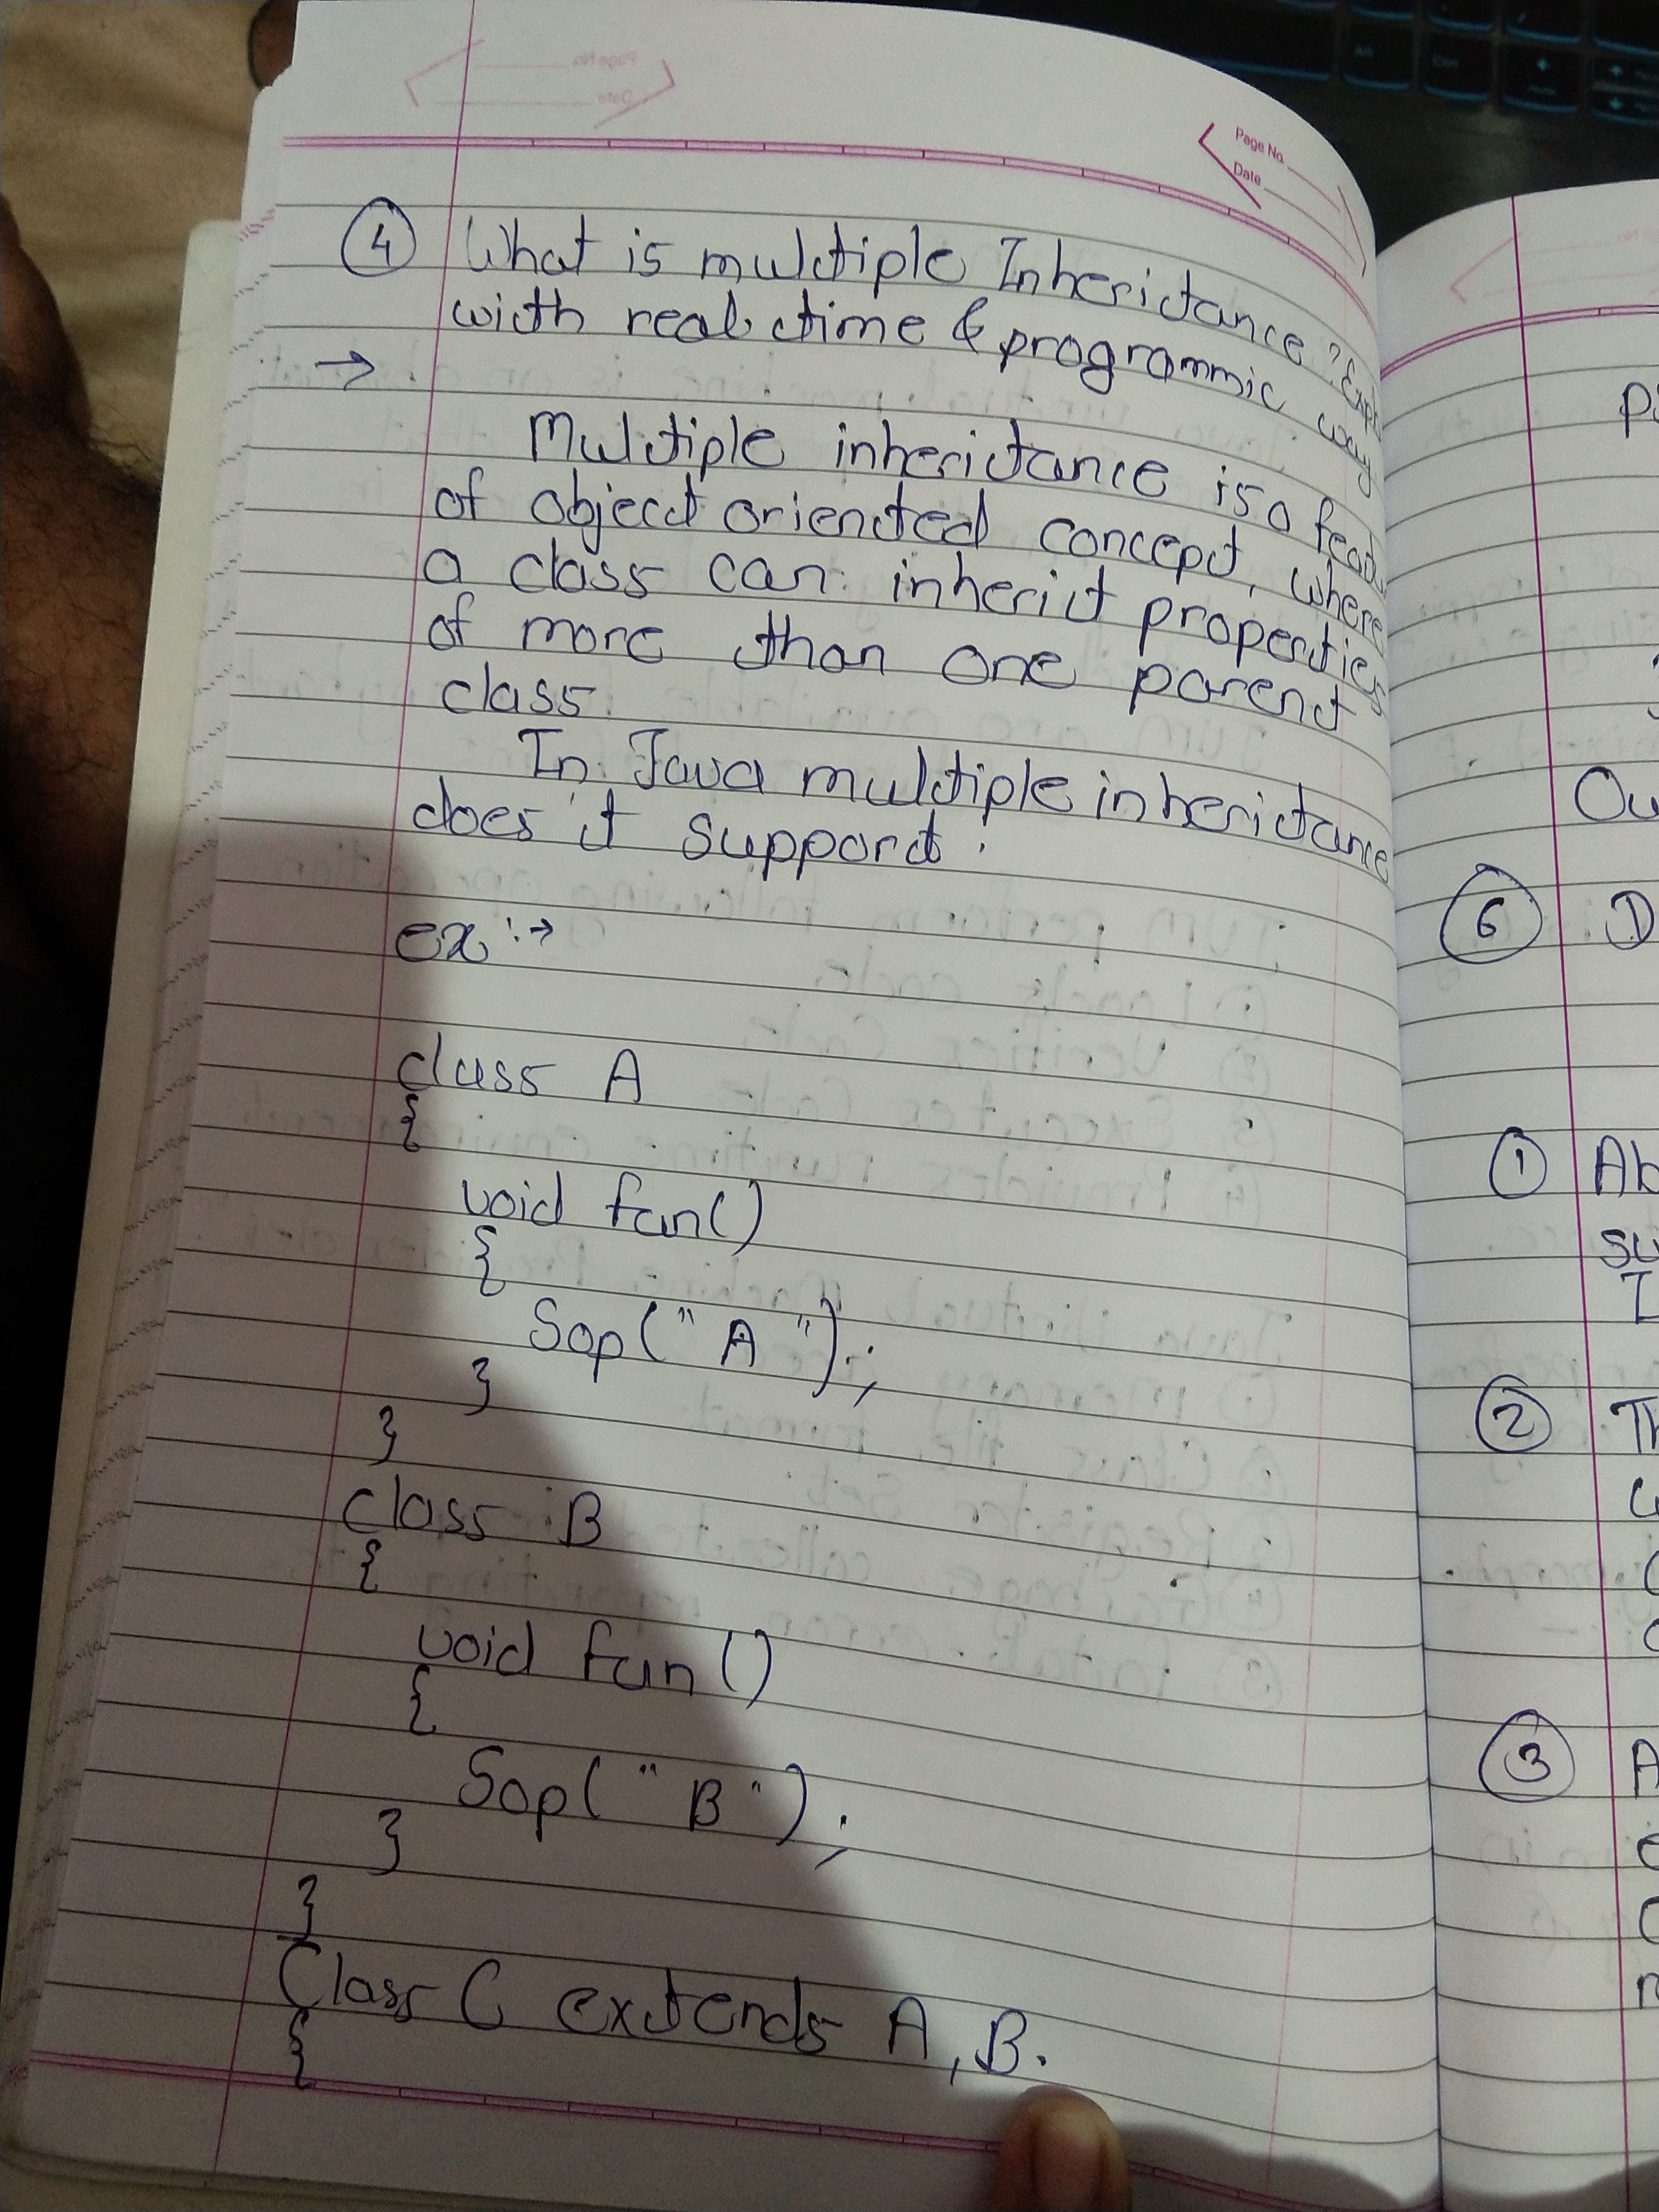 Page No.
Date
4 What is multiple Inheritance ? Exp
with real time & programmic way
→
Multiple inheritance is a featu
of object oriented concept, where
a class can inherit properties
of more than one parent
class.
In Java multiple inheritance
does it support.
ex :→
class A
{
void fun()
{
Sop(" A ");
}
}
class B
{
void fun ()
{
Sop( " B " );
}
}
Class C extends A, B.
{
Pi
Ou
6 D
1 Ab
su
I
2 Th
3 A